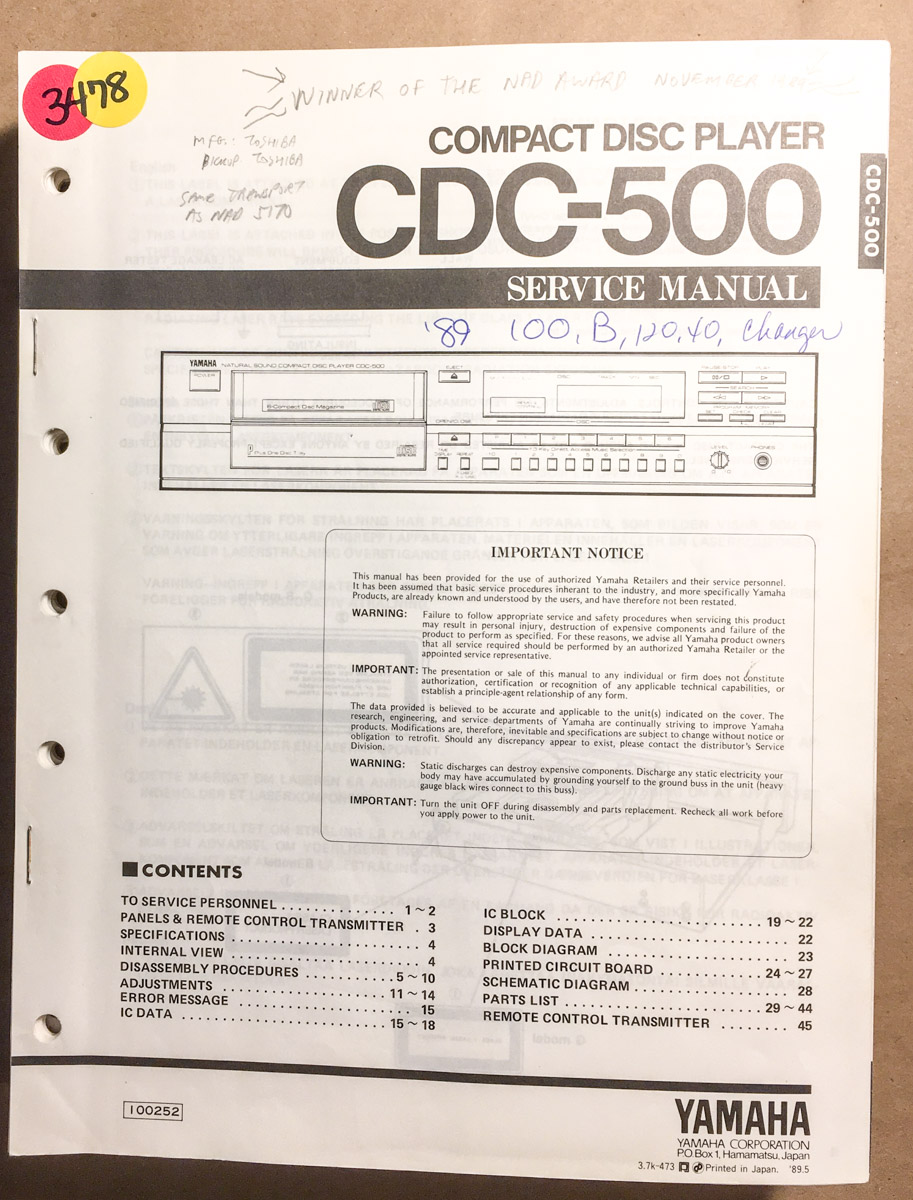 3478
WINNER OF THE NAD AWARD NOVEMBER
MFG: TOSHIBA
PICKUP TOSHIBA
SAME TRANSPORT
AS NAD 5170
COMPACT DISC PLAYER
CDC-500
CDC-500
SERVICE MANUAL
'89 100, B, 120, 40, Changer
YAMAHA NATURAL SOUND COMPACT DISC PLAYER CDC-500
POWER
EJECT
6-Compact Disc Magazine
OPEN/CLOSE
Plus One Disc Tray
DISPLAY REPEAT
LEVEL PHONES
IMPORTANT NOTICE
This manual has been provided for the use of authorized Yamaha Retailers and their service personnel.
It has been assumed that basic service procedures inherant to the industry, and more specifically Yamaha
Products, are already known and understood by the users, and have therefore not been restated.
WARNING: Failure to follow appropriate service and safety procedures when servicing this product
may result in personal injury, destruction of expensive components and failure of the
product to perform as specified. For these reasons, we advise all Yamaha product owners
that all service required should be performed by an authorized Yamaha Retailer or the
appointed service representative.
IMPORTANT: The presentation or sale of this manual to any individual or firm does not constitute
authorization, certification or recognition of any applicable technical capabilities, or
establish a principle-agent relationship of any form.
The data provided is believed to be accurate and applicable to the unit(s) indicated on the cover. The
research, engineering, and service departments of Yamaha are continually striving to improve Yamaha
products. Modifications are, therefore, inevitable and specifications are subject to change without notice or
obligation to retrofit. Should any discrepancy appear to exist, please contact the distributor's Service
Division.
WARNING: Static discharges can destroy expensive components. Discharge any static electricity your
body may have accumulated by grounding yourself to the ground buss in the unit (heavy
gauge black wires connect to this buss).
IMPORTANT: Turn the unit OFF during disassembly and parts replacement. Recheck all work before
you apply power to the unit.
■CONTENTS
TO SERVICE PERSONNEL .............. 1~2
PANELS & REMOTE CONTROL TRANSMITTER . 3
SPECIFICATIONS .................... 4
INTERNAL VIEW .................... 4
DISASSEMBLY PROCEDURES ........... 5~10
ADJUSTMENTS .................... 11~14
ERROR MESSAGE .................... 15
IC DATA .................... 15~18
IC BLOCK .................... 19~22
DISPLAY DATA .................... 22
BLOCK DIAGRAM .................... 23
PRINTED CIRCUIT BOARD ............ 24~27
SCHEMATIC DIAGRAM ................ 28
PARTS LIST .................... 29~44
REMOTE CONTROL TRANSMITTER ........ 45
100252
YAMAHA
YAMAHA CORPORATION
P.O.Box 1, Hamamatsu, Japan
3.7k-473 Printed in Japan. '89.5